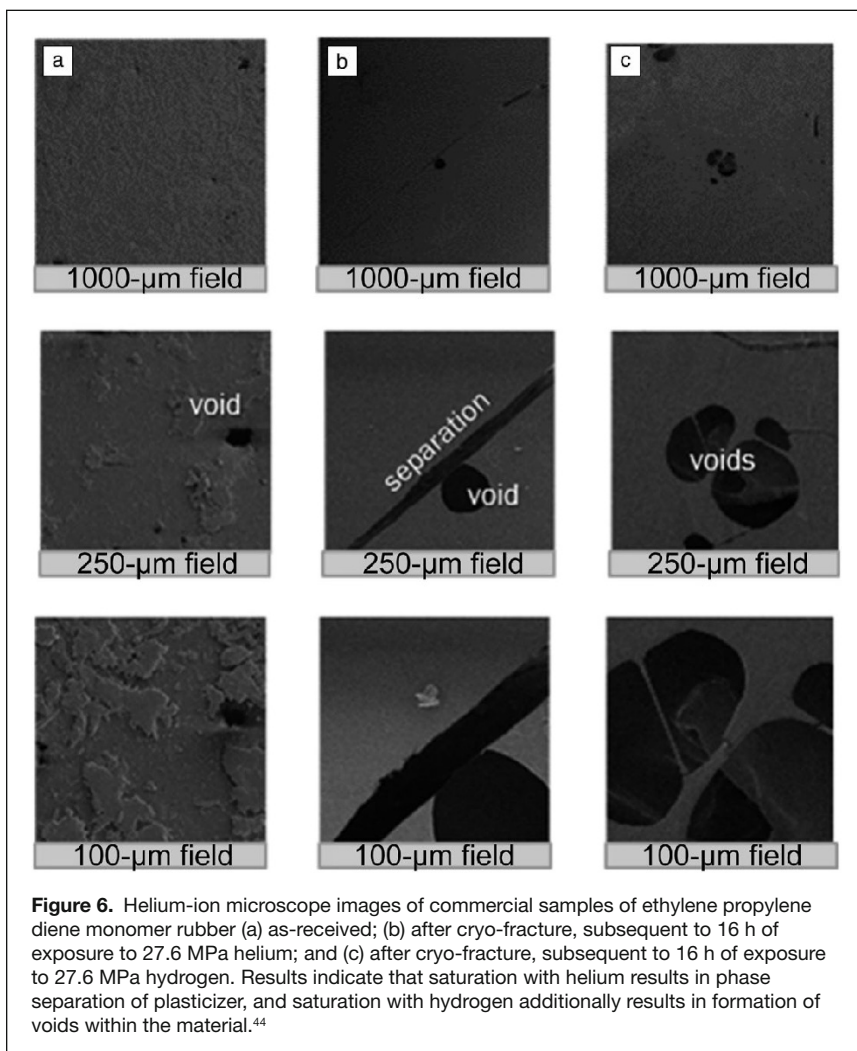 a
b
c
1000-µm field
1000-µm field
1000-µm field
void
separation
void
voids
250-µm field
250-µm field
250-µm field
100-µm field
100-µm field
100-µm field
Figure 6. Helium-ion microscope images of commercial samples of ethylene propylene
diene monomer rubber (a) as-received; (b) after cryo-fracture, subsequent to 16 h of
exposure to 27.6 MPa helium; and (c) after cryo-fracture, subsequent to 16 h of exposure
to 27.6 MPa hydrogen. Results indicate that saturation with helium results in phase
separation of plasticizer, and saturation with hydrogen additionally results in formation of
voids within the material.⁴⁴